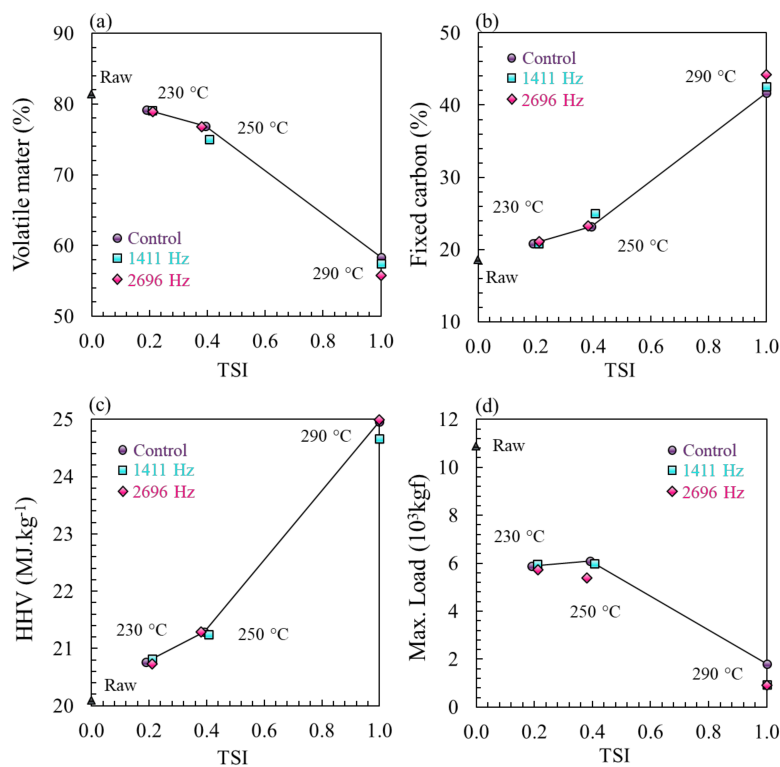 (a)
90
80
70
60
50
Volatile mater (%)
Raw
230 °C
250 °C
290 °C
Control
1411 Hz
2696 Hz
0.0 0.2 0.4 0.6 0.8 1.0
TSI
(b)
50
40
30
20
10
Fixed carbon (%)
Control
1411 Hz
2696 Hz
290 °C
230 °C
250 °C
Raw
0.0 0.2 0.4 0.6 0.8 1.0
TSI
(c)
25
24
23
22
21
20
HHV (MJ.kg⁻¹)
Control
1411 Hz
2696 Hz
290 °C
230 °C
250 °C
Raw
0.0 0.2 0.4 0.6 0.8 1.0
TSI
(d)
12
10
8
6
4
2
0
Max. Load (10³kgf)
Raw
Control
1411 Hz
2696 Hz
230 °C
250 °C
290 °C
0.0 0.2 0.4 0.6 0.8 1.0
TSI